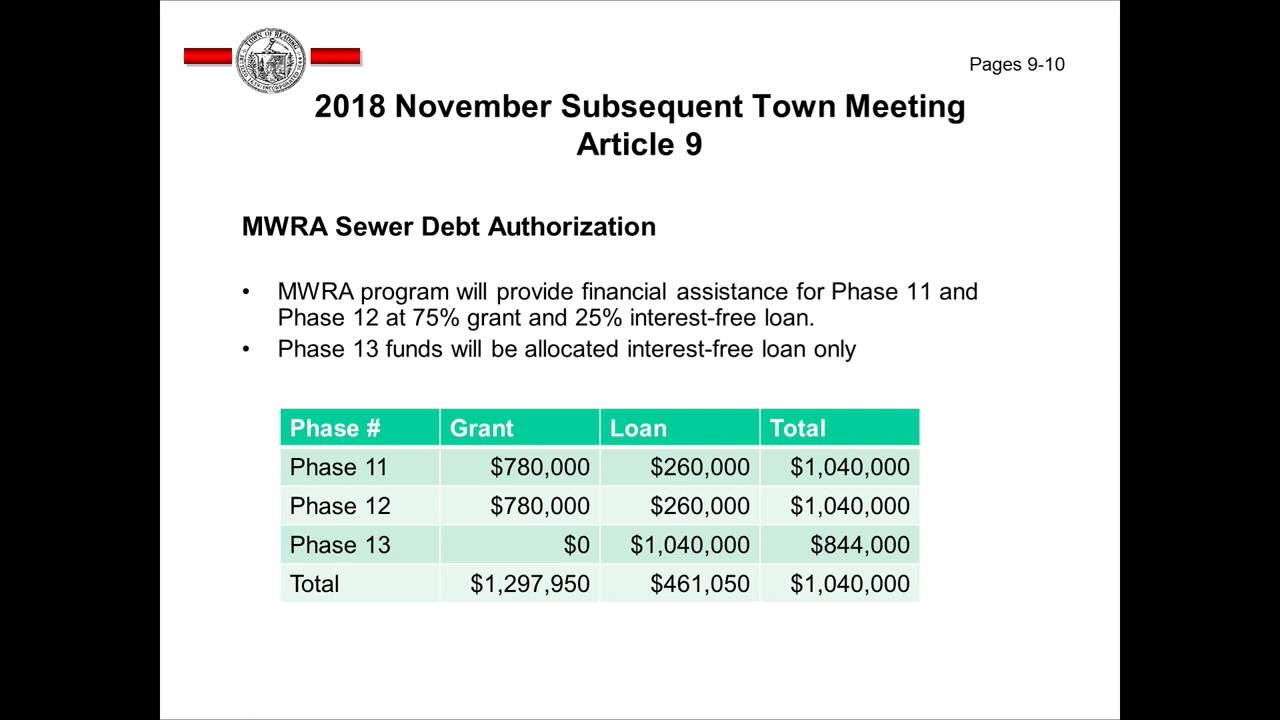 TOWN OF READING
Pages 9-10
2018 November Subsequent Town Meeting
Article 9
MWRA Sewer Debt Authorization
• MWRA program will provide financial assistance for Phase 11 and
Phase 12 at 75% grant and 25% interest-free loan.
• Phase 13 funds will be allocated interest-free loan only
Phase # Grant Loan Total
Phase 11 $780,000 $260,000 $1,040,000
Phase 12 $780,000 $260,000 $1,040,000
Phase 13 $0 $1,040,000 $844,000
Total $1,297,950 $461,050 $1,040,000